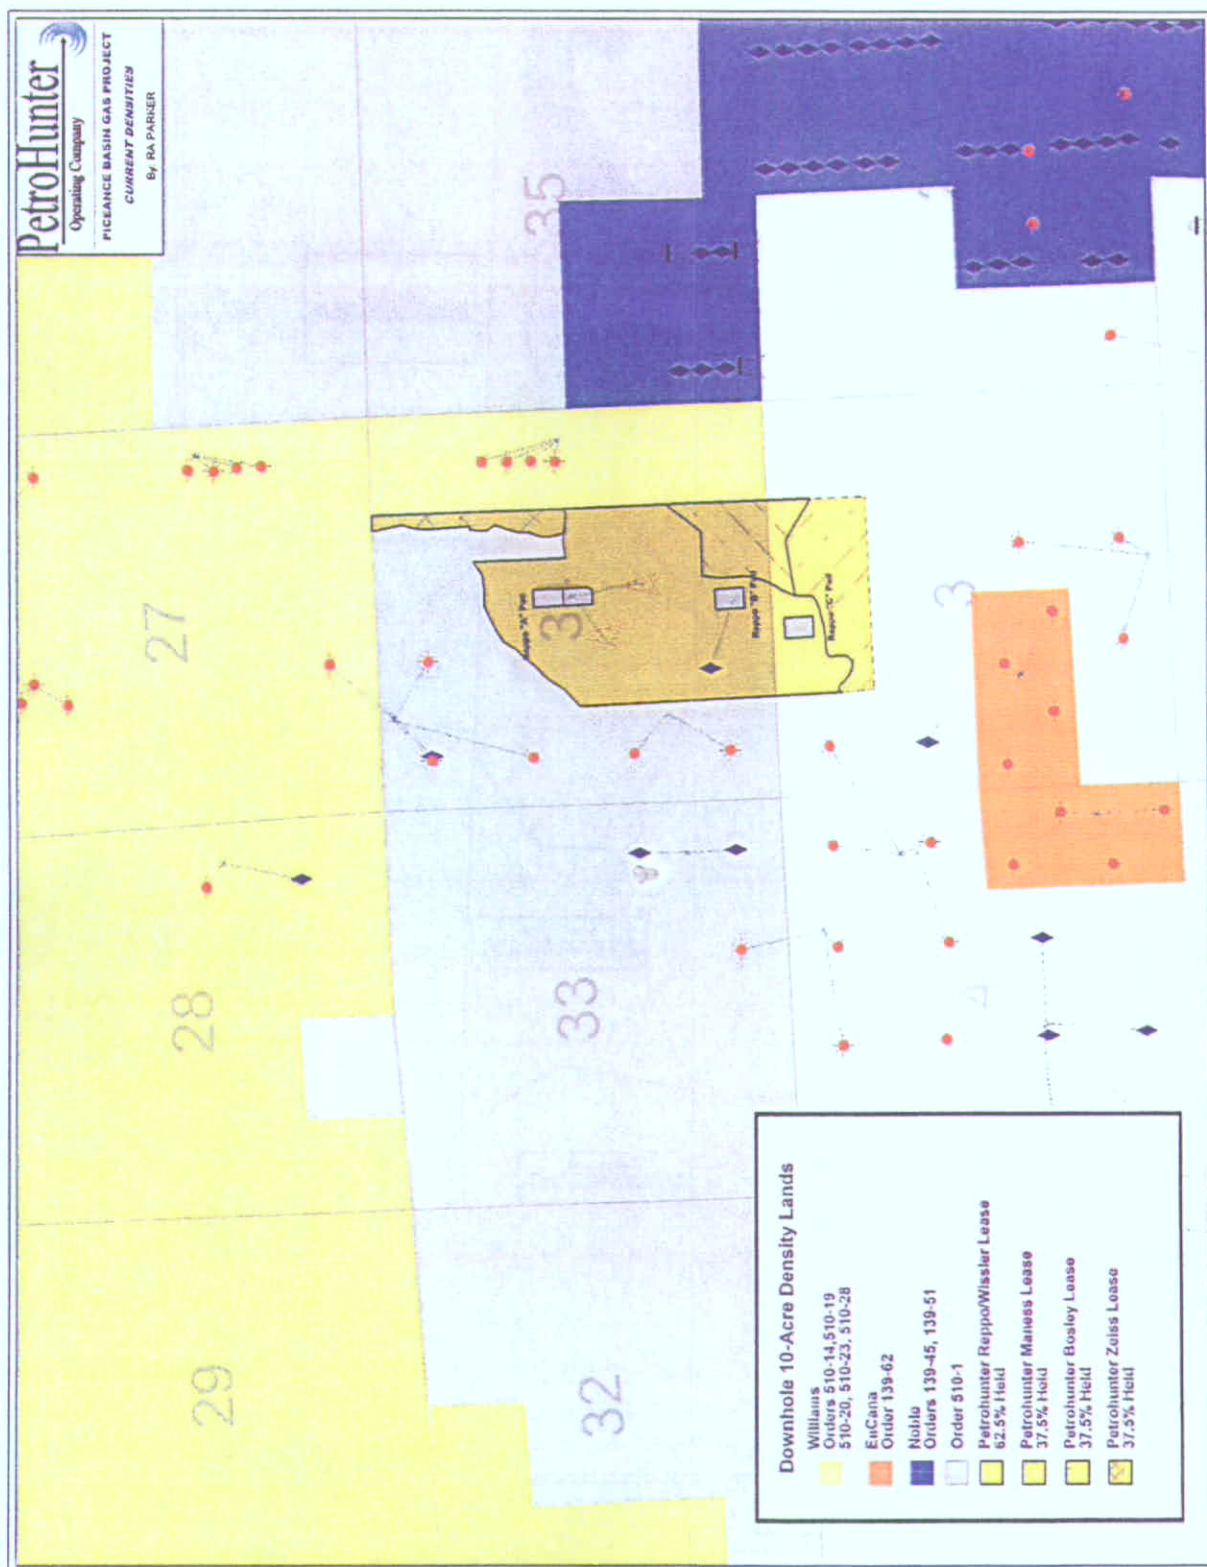 PetroHunter
Operating Company
PICEANCE BASIN GAS PROJECT
CURRENT DENSITIES
By: RA PARKER
35
27
3
Reppo "A" Pad
Reppo "B" Pad
Reppo "C" Pad
3
28
33
4
29
32
Downhole 10-Acre Density Lands
Williams
Orders 510-14,510-19
510-20, 510-23, 510-28
EnCana
Order 139-62
Noble
Orders 139-45, 139-51
Order 510-1
Petrohunter Reppo/Wissler Lease
62.5% Held
Petrohunter Maness Lease
37.5% Held
Petrohunter Bosley Lease
37.5% Held
Petrohunter Zeiss Lease
37.5% Held